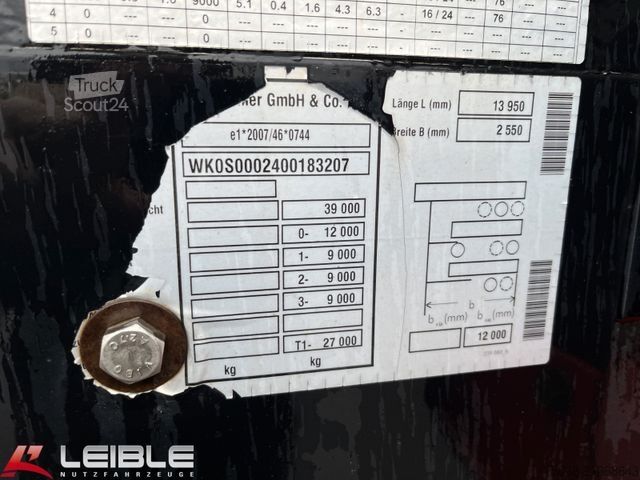 4 0 9000 5.1 0.4 1.6 4.3 6.3 - 16 / 24 --- 76 --- --- ---
5 0 - - - - - - - --- --- --- ---
Truck
Scout24
GmbH & Co.
e1*2007/46*0744
WK0S0002400183207
39 000
0- 12 000
1- 9 000
2- 9 000
3- 9 000
T1- 27 000
kg kg
Länge L (mm) 13 950
Breite B (mm) 2 550
b
b (mm) b (mm)
12 000
A2-70
LEIBLE
NUTZFAHRZEUGE